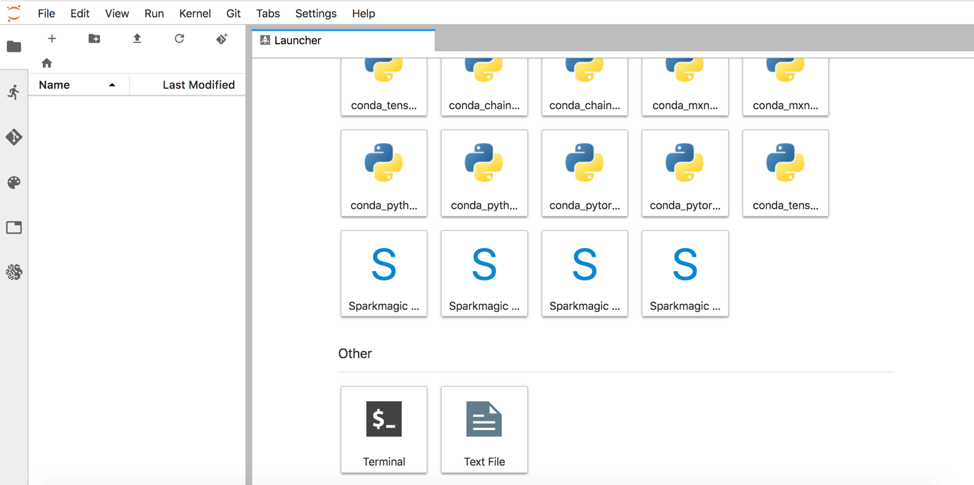 File Edit View Run Kernel Git Tabs Settings Help
Launcher
Name Last Modified
conda_tens... conda_chain... conda_chain... conda_mxn... conda_mxn...
conda_pyth... conda_pyth... conda_pytor... conda_pytor... conda_tens...
S S S S
Sparkmagic ... Sparkmagic ... Sparkmagic ... Sparkmagic ...
Other
$_
Terminal Text File